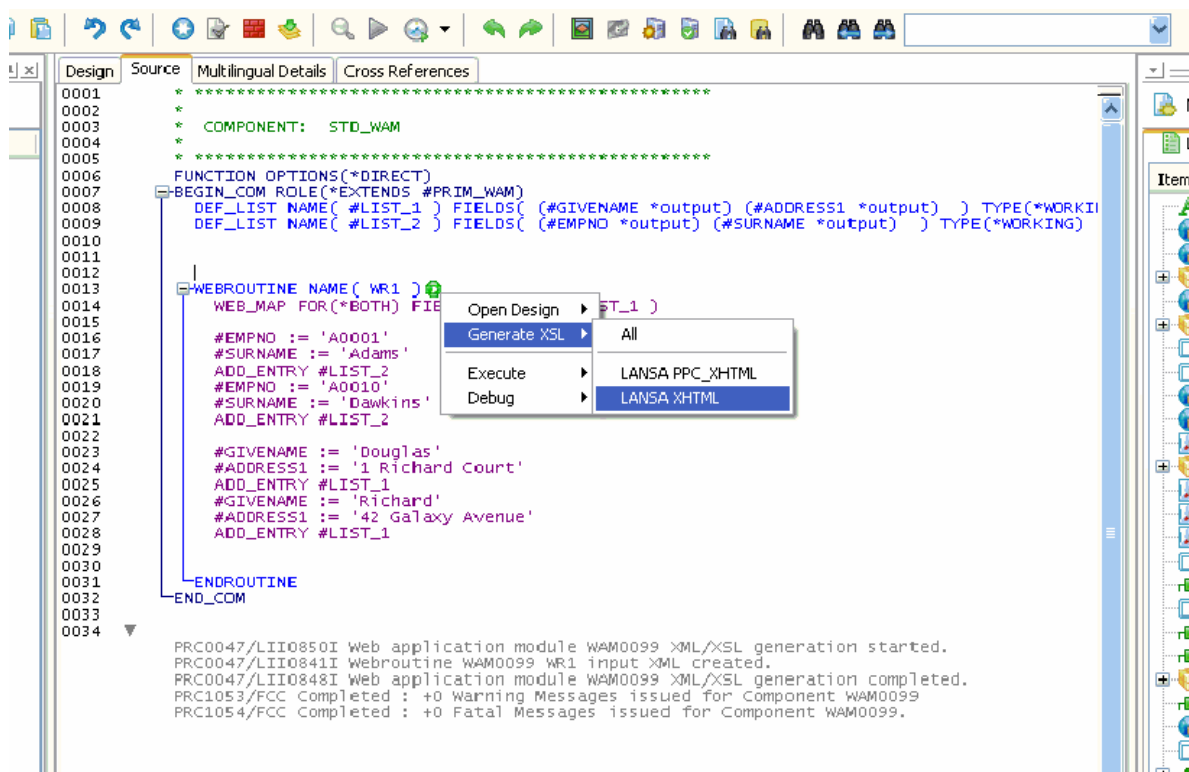 Design Source Multilingual Details Cross References
0001 * **************************************************
0002 *
0003 * COMPONENT: STD_WAM
0004 *
0005 * **************************************************
0006 FUNCTION OPTIONS(*DIRECT)
0007 BEGIN_COM ROLE(*EXTENDS #PRIM_WAM)
0008 DEF_LIST NAME( #LIST_1 ) FIELDS( (#GIVENAME *output) (#ADDRESS1 *output) ) TYPE(*WORKI
0009 DEF_LIST NAME( #LIST_2 ) FIELDS( (#EMPNO *output) (#SURNAME *output) ) TYPE(*WORKING)
0010
0011
0012
0013 WEBROUTINE NAME( WR1 )
0014 WEB_MAP FOR(*BOTH) FIE ST_1 )
0015
0016 #EMPNO := 'A0001'
0017 #SURNAME := 'Adams'
0018 ADD_ENTRY #LIST_2
0019 #EMPNO := 'A0010'
0020 #SURNAME := 'Dawkins'
0021 ADD_ENTRY #LIST_2
0022
0023 #GIVENAME := 'Douglas'
0024 #ADDRESS1 := '1 Richard Court'
0025 ADD_ENTRY #LIST_1
0026 #GIVENAME := 'Richard'
0027 #ADDRESS1 := '42 Galaxy Avenue'
0028 ADD_ENTRY #LIST_1
0029
0030
0031 ENDROUTINE
0032 END_COM
0033
0034
PRC0047/LII0850I Web application module WAM0099 XML/XSL generation started.
PRC0047/LII0841I Webroutine WAM0099 WR1 input XML created.
PRC0047/LII0848I Web application module WAM0099 XML/XSL generation completed.
PRC1053/FCC Completed : +0 Warning Messages issued for Component WAM0099
PRC1054/FCC Completed : +0 Fatal Messages issued for Component WAM0099
Open Design
Generate XSL
Execute
Debug
All
LANSA PPC_XHTML
LANSA XHTML
Item